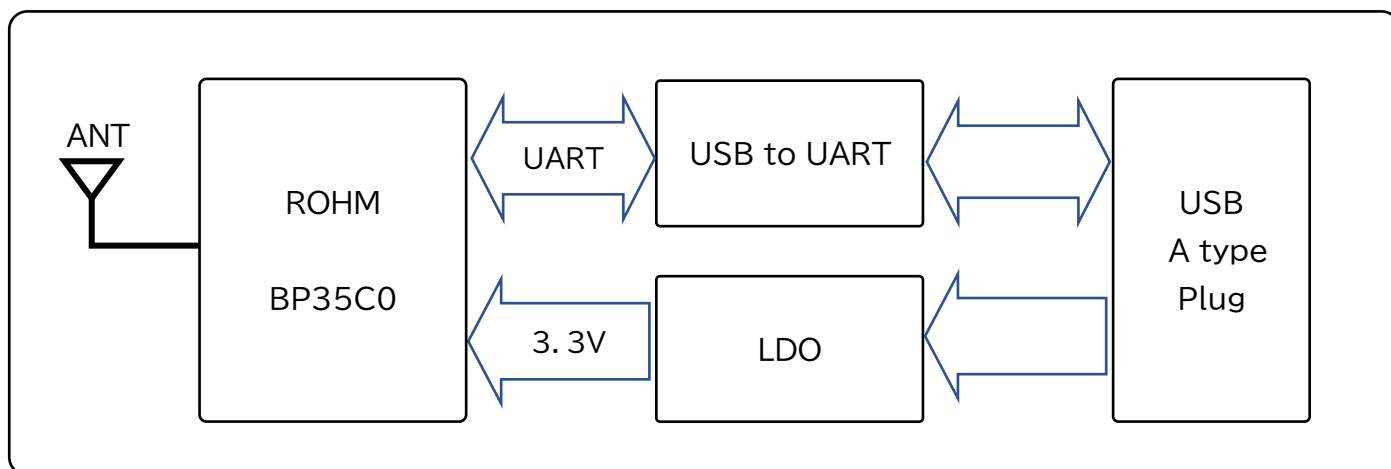 ANT
ROHM
BP35C0
UART
USB to UART
3.3V
LDO
USB
A type
Plug